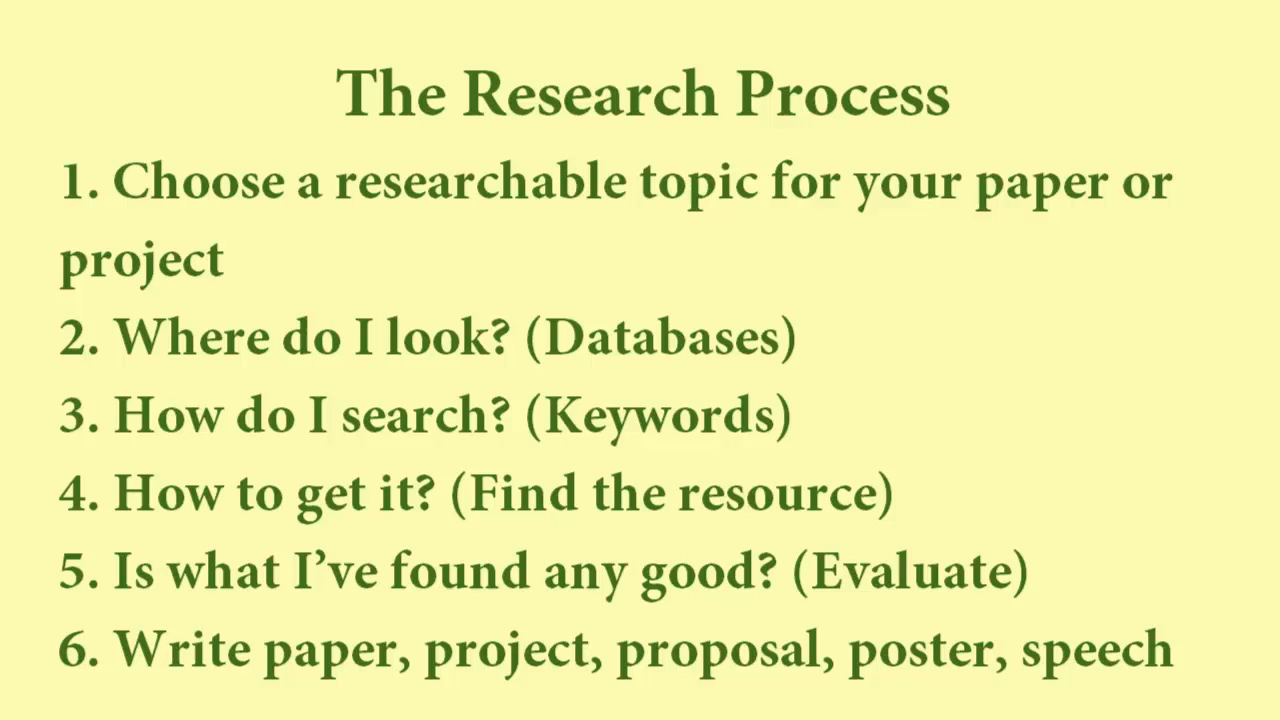 The Research Process
1. Choose a researchable topic for your paper or
project
2. Where do I look? (Databases)
3. How do I search? (Keywords)
4. How to get it? (Find the resource)
5. Is what I’ve found any good? (Evaluate)
6. Write paper, project, proposal, poster, speech